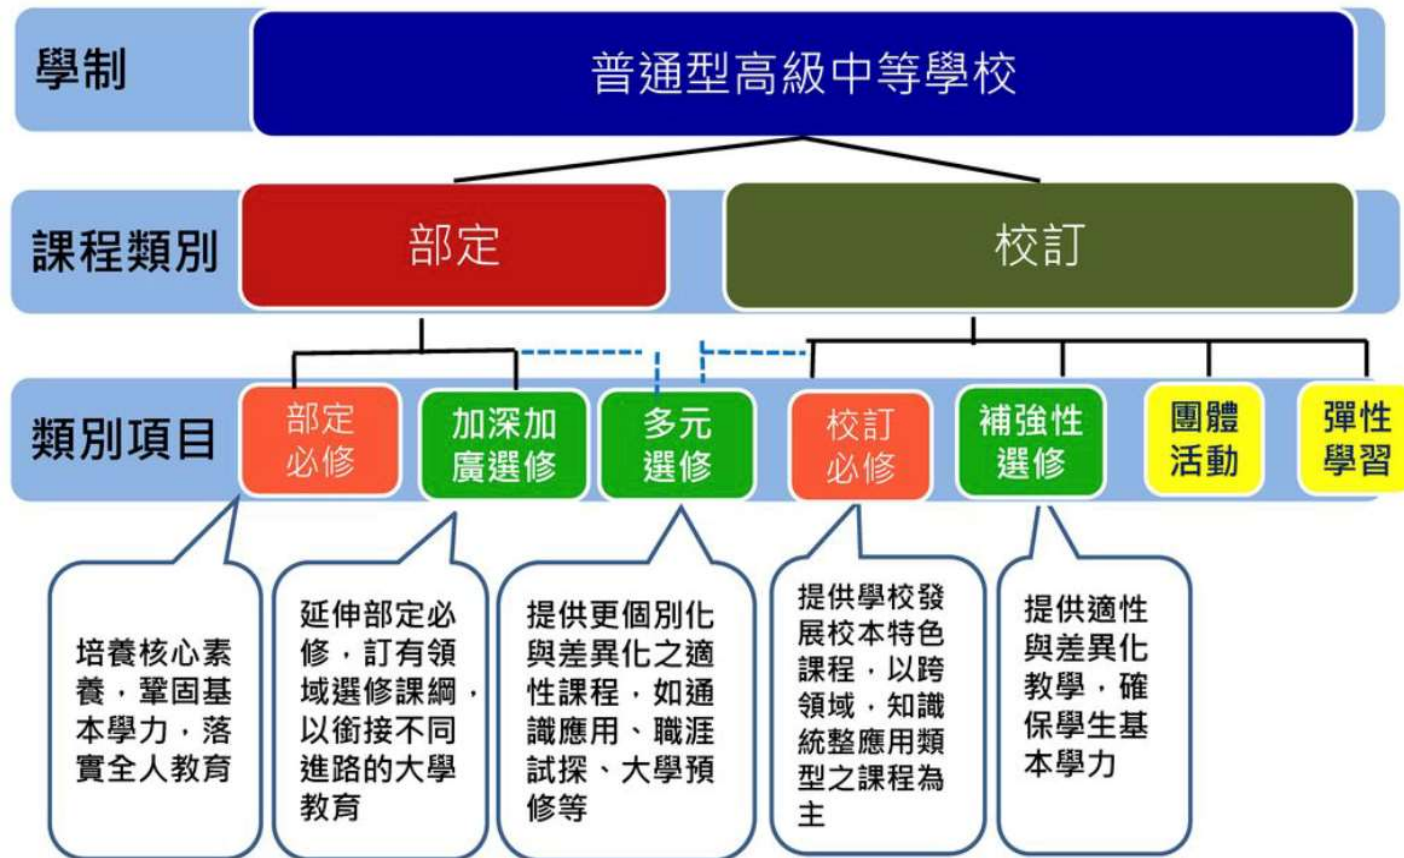 學制
普通型高級中等學校
課程類別
部定
校訂
類別項目
部定
必修
加深加
廣選修
多元
選修
校訂
必修
補強性
選修
團體
活動
彈性
學習
培養核心素
養，鞏固基
本學力，落
實全人教育
延伸部定必
修，訂有領
域選修課綱，
以銜接不同
進路的大學
教育
提供更個別化
與差異化之適
性課程，如通
識應用、職涯
試探、大學預
修等
提供學校發
展校本特色
課程，以跨
領域，知識
統整應用類
型之課程為
主
提供適性
與差異化
教學，確
保學生基
本學力